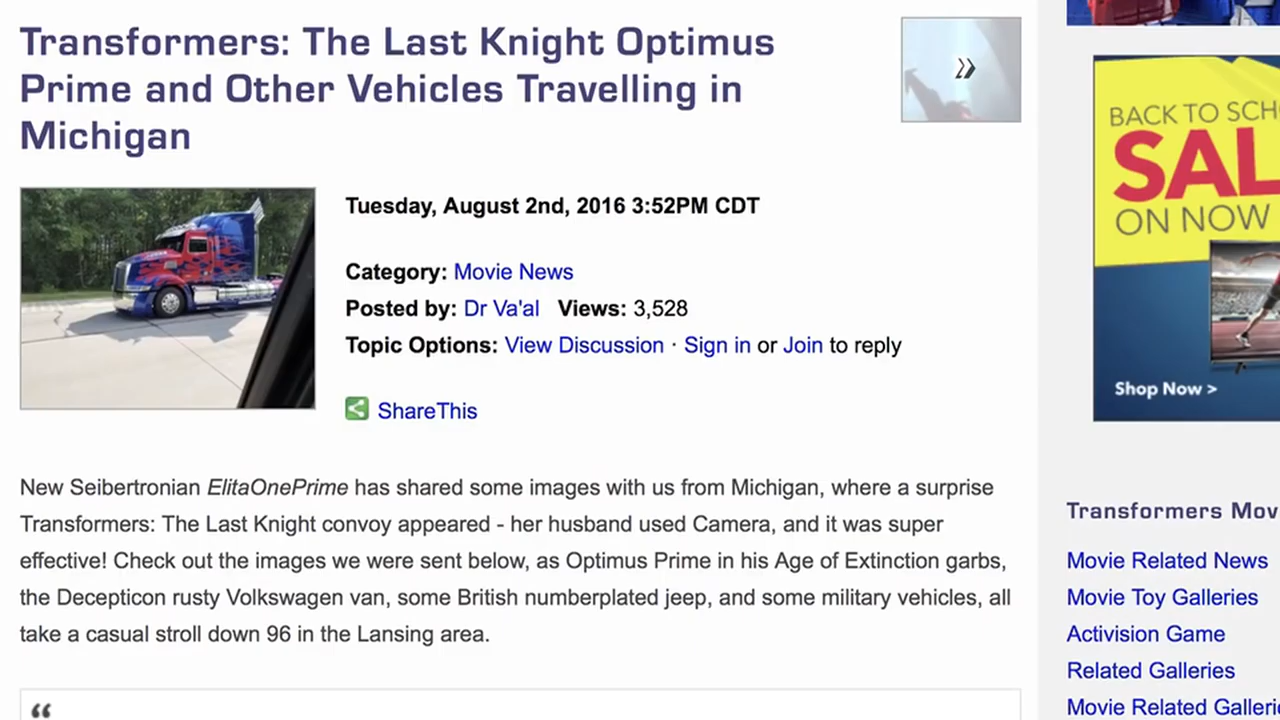 Transformers: The Last Knight Optimus
Prime and Other Vehicles Travelling in
Michigan
Tuesday, August 2nd, 2016 3:52PM CDT
Category: Movie News
Posted by: Dr Va'al Views: 3,528
Topic Options: View Discussion · Sign in or Join to reply
ShareThis
New Seibertronian ElitaOnePrime has shared some images with us from Michigan, where a surprise
Transformers: The Last Knight convoy appeared - her husband used Camera, and it was super
effective! Check out the images we were sent below, as Optimus Prime in his Age of Extinction garbs,
the Decepticon rusty Volkswagen van, some British numberplated jeep, and some military vehicles, all
take a casual stroll down 96 in the Lansing area.
“
BACK TO SCH
SAL
ON NOW
Shop Now >
Transformers Mov
Movie Related News
Movie Toy Galleries
Activision Game
Related Galleries
Movie Related Galleri